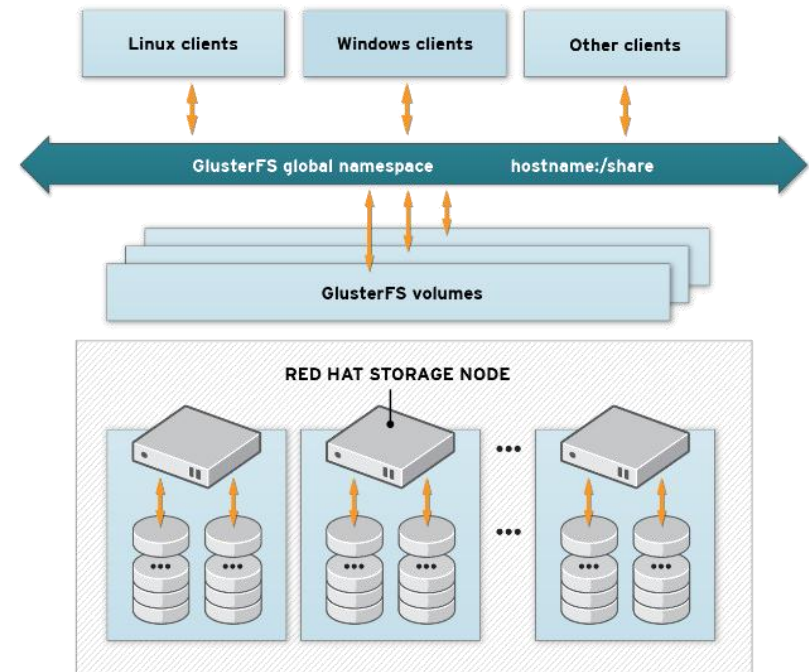 Linux clients
Windows clients
Other clients
GlusterFS global namespace
hostname:/share
GlusterFS volumes
RED HAT STORAGE NODE
•••
•••
••• ••• ••• ••• ••• •••